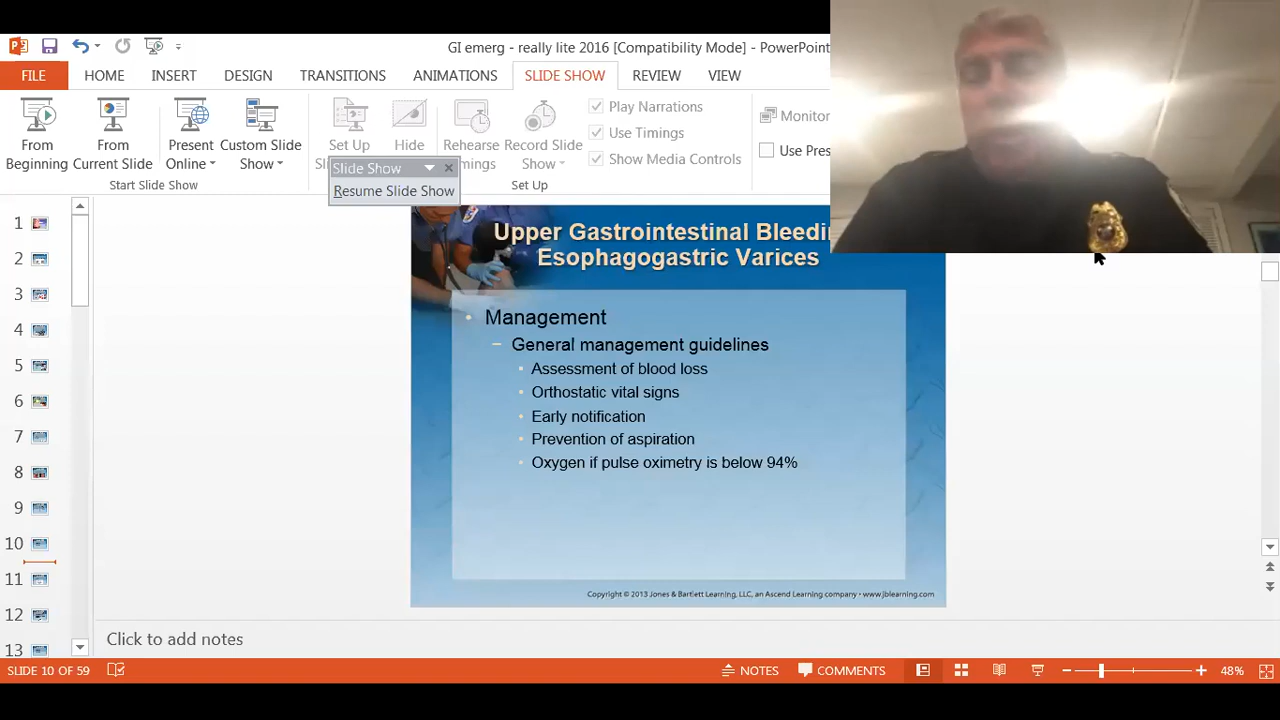 GI emerg - really lite 2016 [Compatibility Mode] - PowerPoint
FILE HOME INSERT DESIGN TRANSITIONS ANIMATIONS SLIDE SHOW REVIEW VIEW
From Beginning
From Current Slide
Present Online
Custom Slide Show
Start Slide Show
Set Up
Hide
Rehearse
Record Slide Show
Play Narrations
Use Timings
Show Media Controls
Set Up
Monitor
Slide Show
Resume Slide Show
1
2
3
4
5
6
7
8
9
10
11
12
13
Upper Gastrointestinal
Esophagogastric Varices
• Management
– General management guidelines
• Assessment of blood loss
• Orthostatic vital signs
• Early notification
• Prevention of aspiration
• Oxygen if pulse oximetry is below 94%
Copyright © 2013 Jones & Bartlett Learning, LLC, an Ascend Learning company • www.jblearning.com
Click to add notes
SLIDE 10 OF 59 NOTES COMMENTS 48%